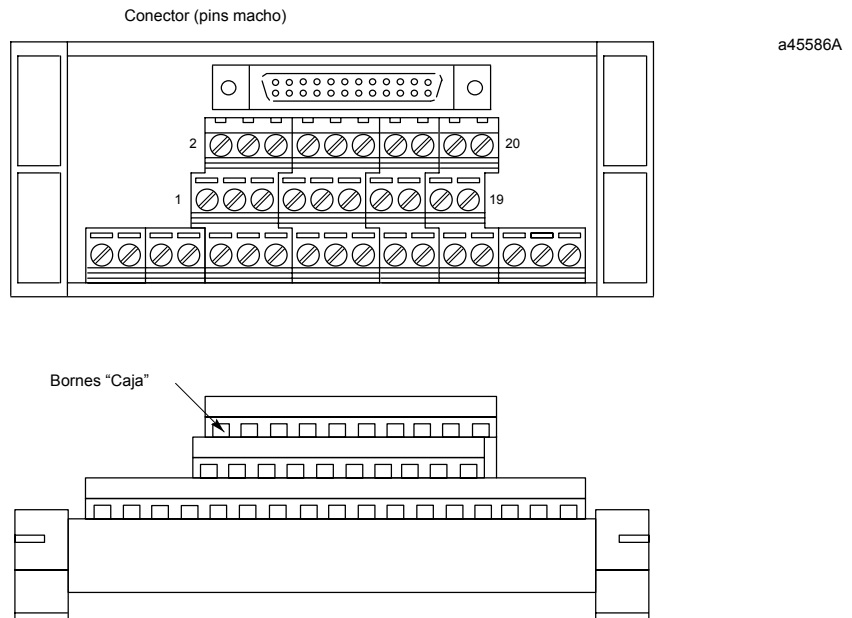 Conector (pins macho)
a45586A
2
20
1
19
Bornes “Caja”